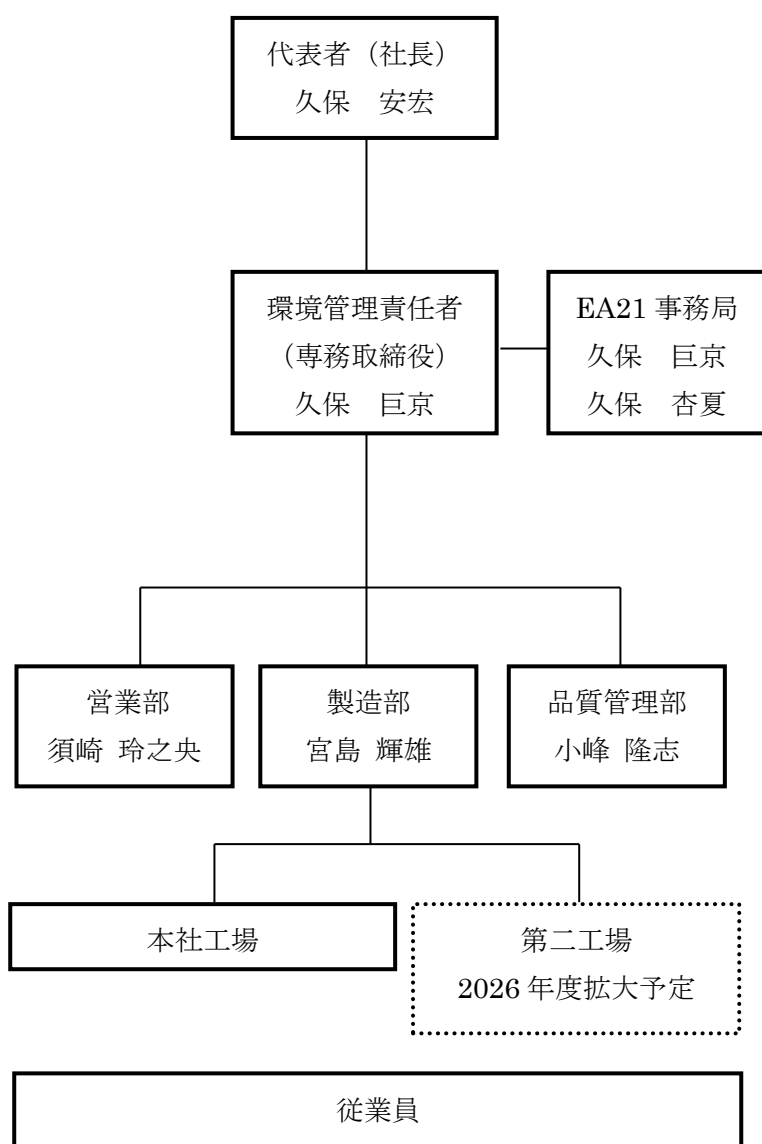 代表者（社長）
久保　安宏
環境管理責任者
（専務取締役）
久保　巨京
EA21 事務局
久保　巨京
久保　杏夏
営業部
須崎 玲之央
製造部
宮島 輝雄
品質管理部
小峰 隆志
本社工場
第二工場
2026 年度拡大予定
従業員